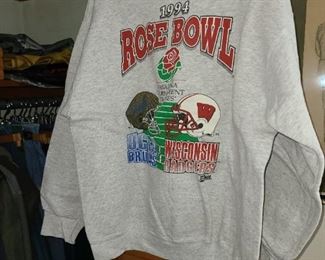 1994
ROSE BOWL
UCLA
BRUINS
WISCONSIN
BADGERS
W